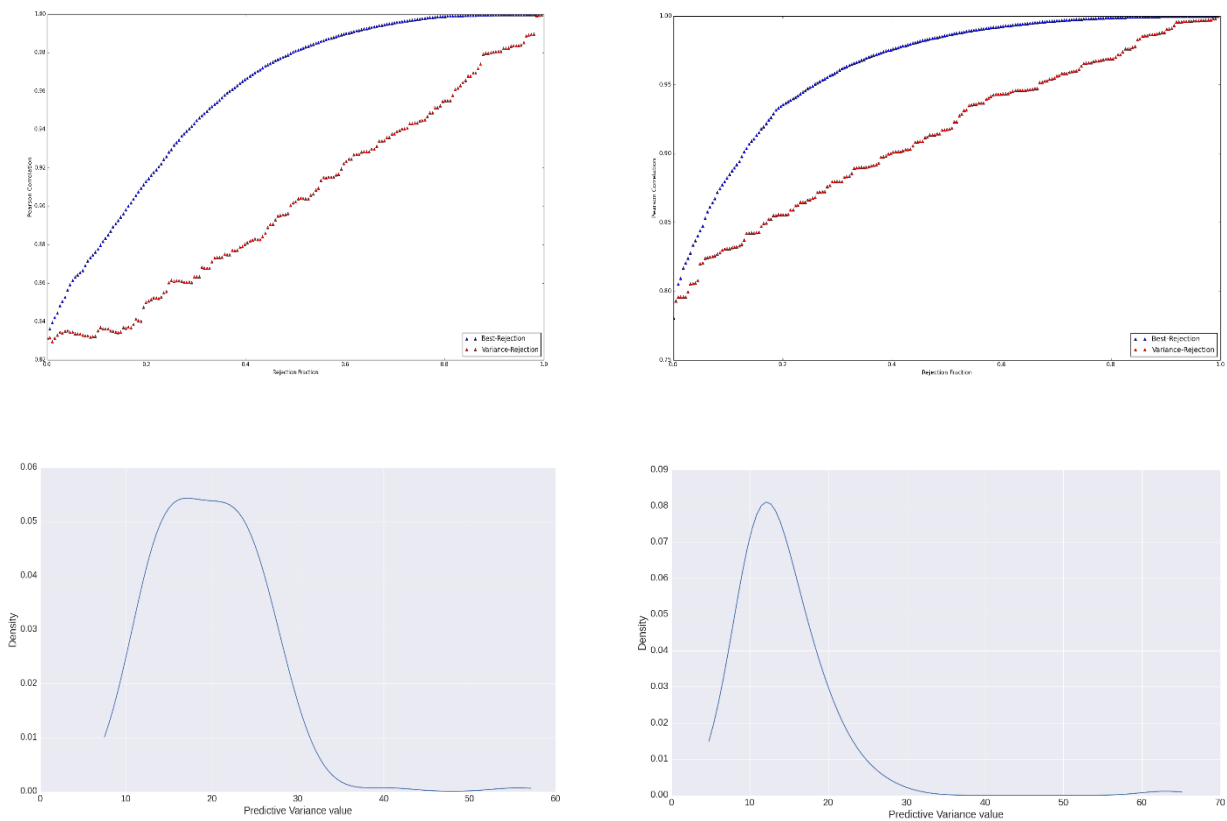 1.00
0.98
0.96
0.94
0.92
0.90
0.88
0.86
0.84
0.82
Pearson Correlation
0.0 0.2 0.4 0.6 0.8 1.0
Rejection Fraction
Best-Rejection
Variance-Rejection
1.00
0.95
0.90
0.85
0.80
0.75
Pearson Correlation
0.0 0.2 0.4 0.6 0.8 1.0
Rejection Fraction
Best-Rejection
Variance-Rejection
0.06
0.05
0.04
0.03
0.02
0.01
0.00
Density
0 10 20 30 40 50 60
Predictive Variance value
0.09
0.08
0.07
0.06
0.05
0.04
0.03
0.02
0.01
0.00
Density
0 10 20 30 40 50 60 70
Predictive Variance value